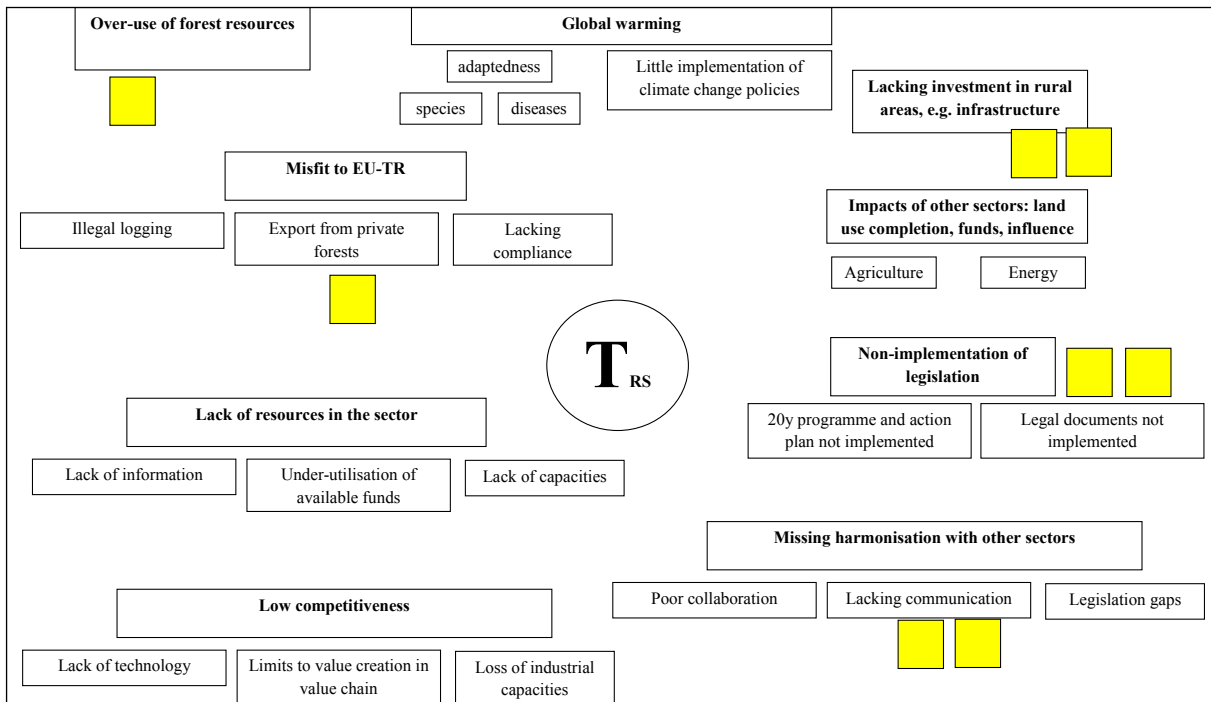 Over-use of forest resources
Global warming
adaptedness
Little implementation of
climate change policies
species
diseases
Lacking investment in rural
areas, e.g. infrastructure
Misfit to EU-TR
Illegal logging
Export from private
forests
Lacking
compliance
Impacts of other sectors: land
use completion, funds, influence
Agriculture
Energy
T RS
Non-implementation of
legislation
20y programme and action
plan not implemented
Legal documents not
implemented
Lack of resources in the sector
Lack of information
Under-utilisation of
available funds
Lack of capacities
Missing harmonisation with other sectors
Poor collaboration
Lacking communication
Legislation gaps
Low competitiveness
Lack of technology
Limits to value creation in
value chain
Loss of industrial
capacities